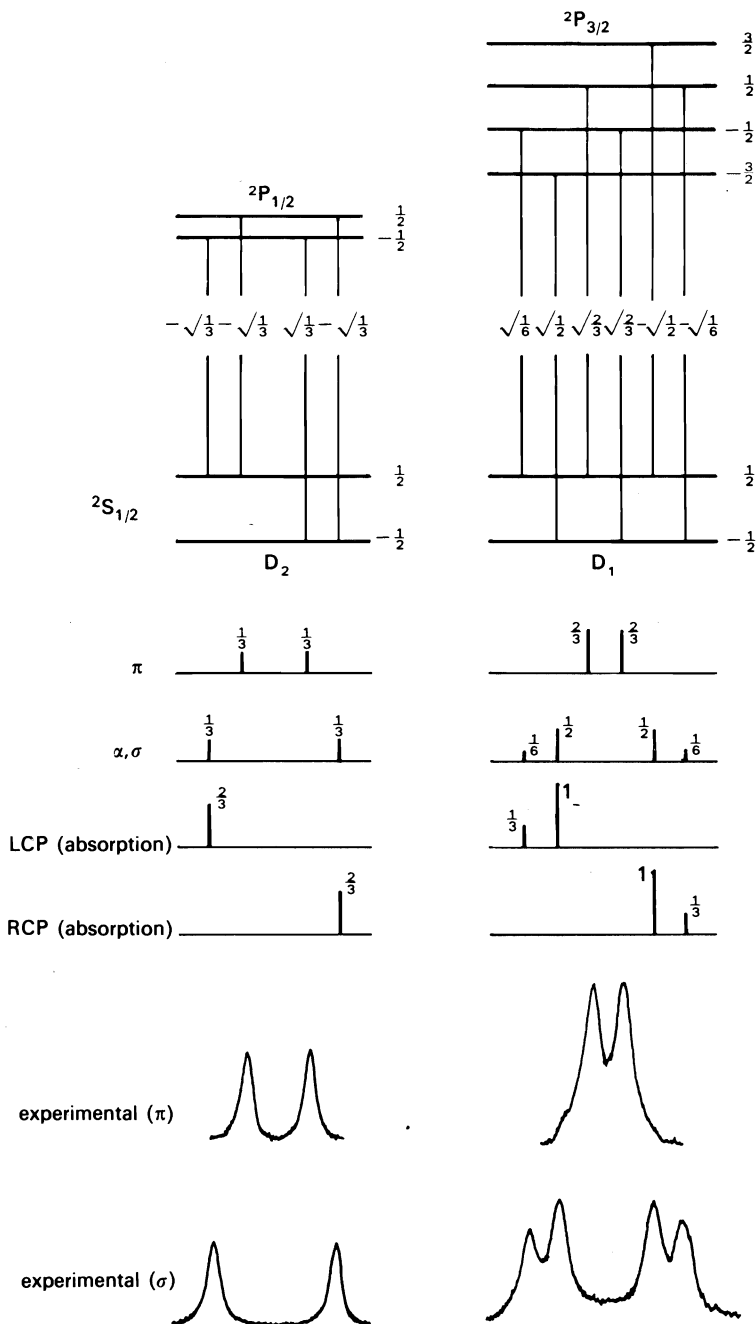 ²P₃/₂
3/2
1/2
-1/2
-3/2
²P₁/₂
1/2
-1/2
-√1/3 -√1/3 √1/3 -√1/3
√1/6 √1/2 √2/3 √2/3 -√1/2 -√1/6
²S₁/₂
1/2
-1/2
D₂
1/2
-1/2
D₁
π
1/3 1/3
2/3 2/3
α,σ
1/3 1/3
1/6 1/2 1/2 1/6
LCP (absorption)
2/3
1/3 1
RCP (absorption)
2/3
1 1/3
experimental (π)
experimental (σ)